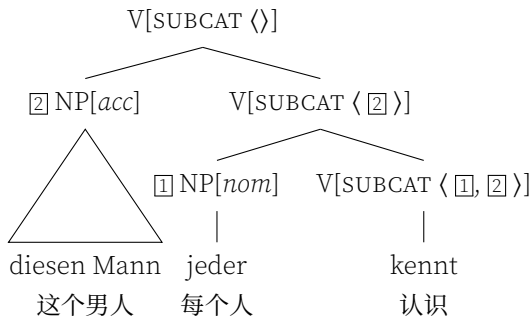 V[SUBCAT ⟨⟩]
2 NP[acc] V[SUBCAT ⟨ 2 ⟩]
1 NP[nom] V[SUBCAT ⟨ 1, 2 ⟩]
diesen Mann jeder kennt
这个男人 每个人 认识